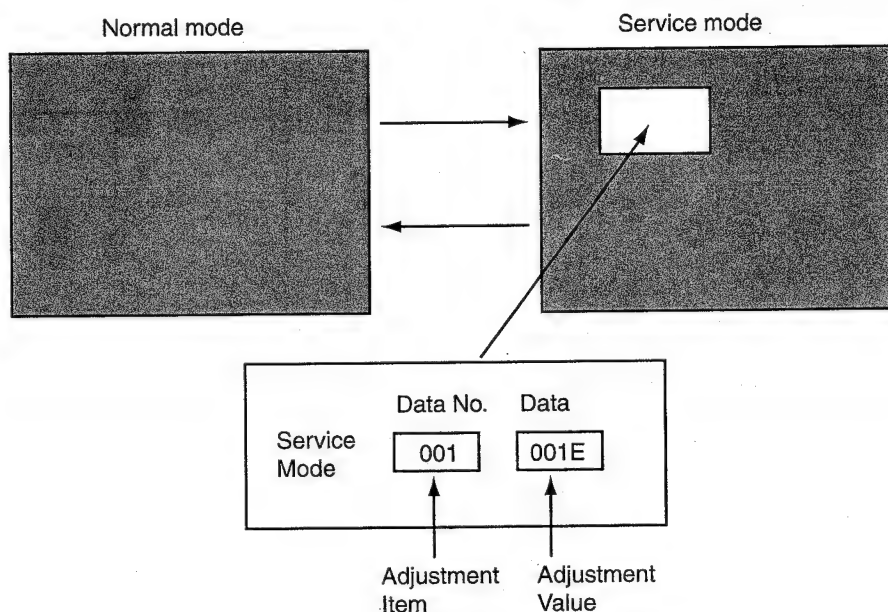 Normal mode
Service mode
Data No.
Data
Service
Mode
001
001E
Adjustment
Item
Adjustment
Value